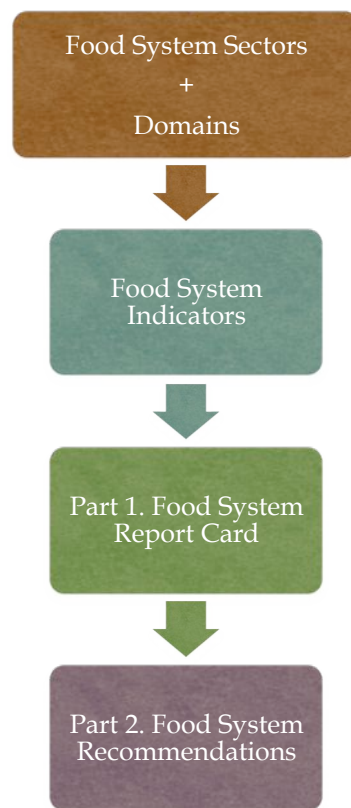 Food System Sectors
+
Domains
Food System
Indicators
Part 1. Food System
Report Card
Part 2. Food System
Recommendations